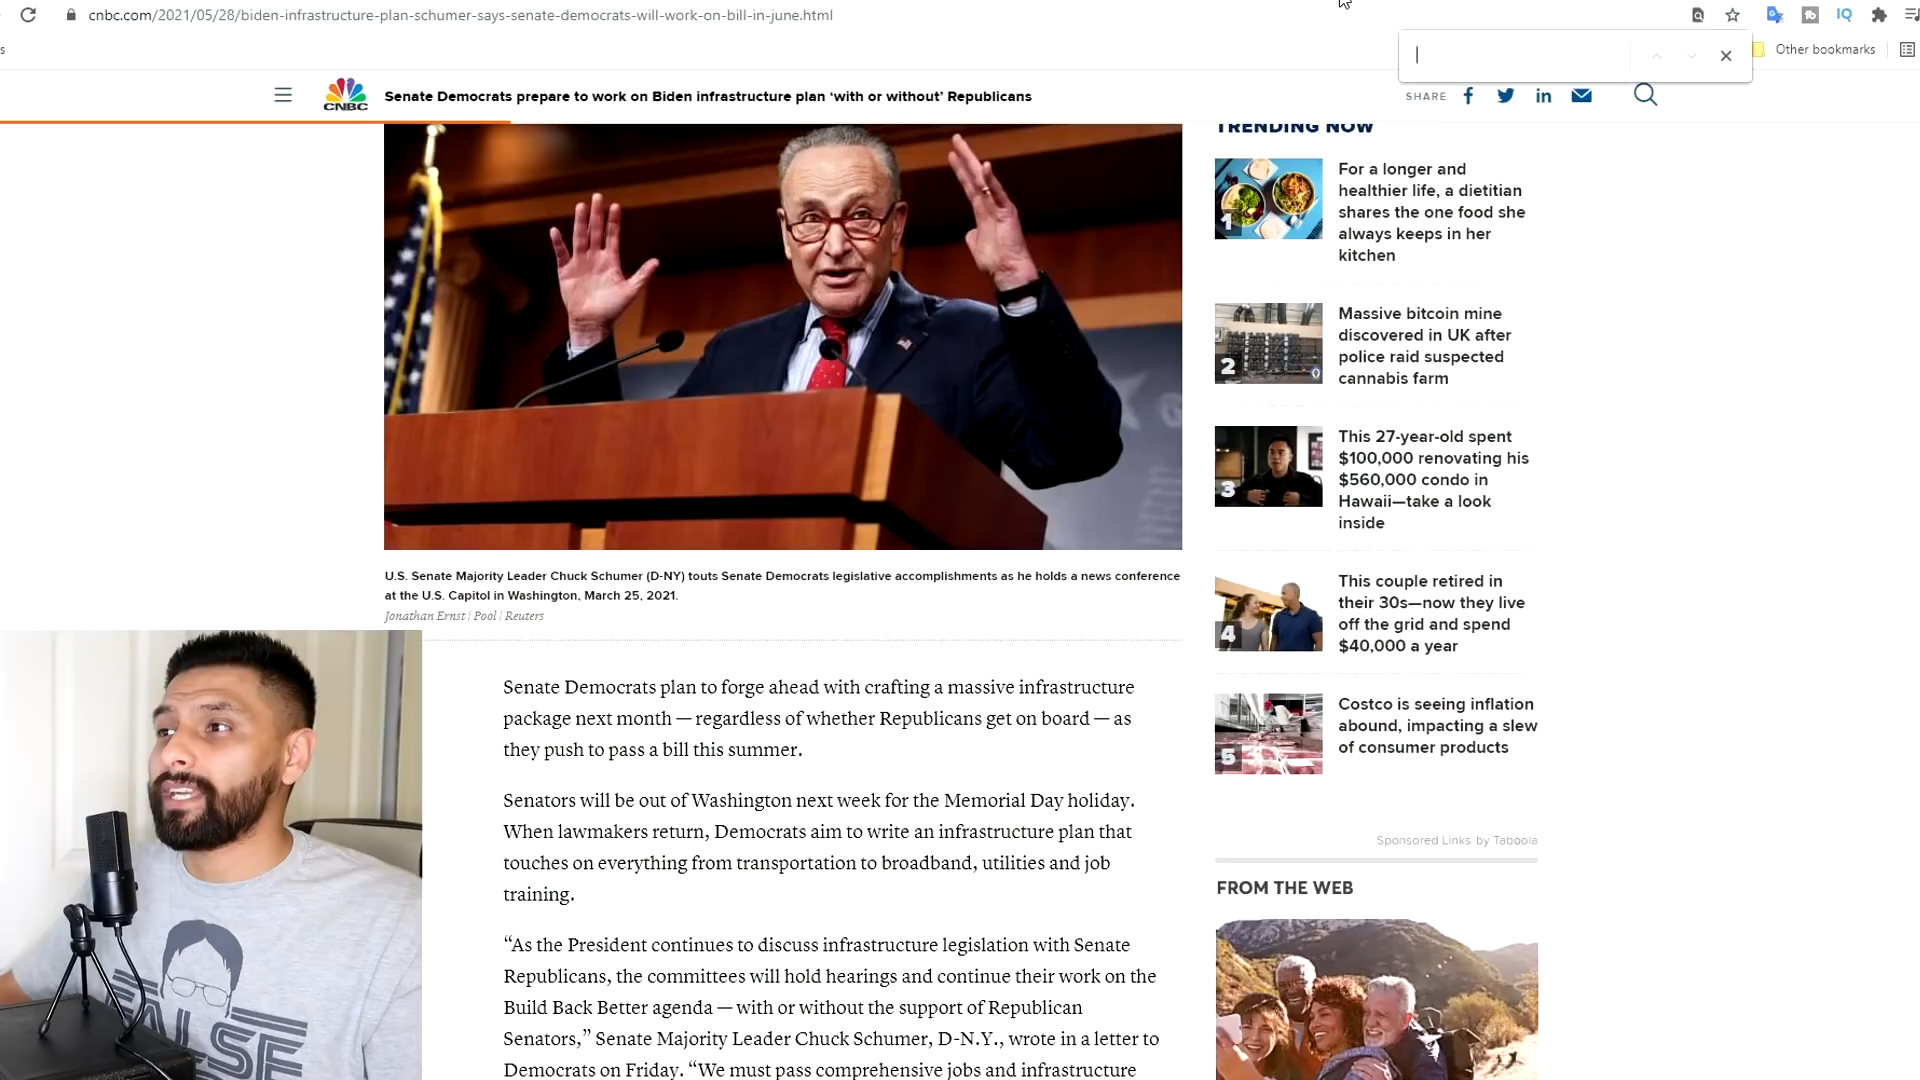 cnbc.com/2021/05/28/biden-infrastructure-plan-schumer-says-senate-democrats-will-work-on-bill-in-june.html
s
Other bookmarks
CNBC
Senate Democrats prepare to work on Biden infrastructure plan ‘with or without’ Republicans
SHARE
U.S. Senate Majority Leader Chuck Schumer (D-NY) touts Senate Democrats legislative accomplishments as he holds a news conference
at the U.S. Capitol in Washington, March 25, 2021.
Jonathan Ernst | Pool | Reuters
Senate Democrats plan to forge ahead with crafting a massive infrastructure
package next month — regardless of whether Republicans get on board — as
they push to pass a bill this summer.
Senators will be out of Washington next week for the Memorial Day holiday.
When lawmakers return, Democrats aim to write an infrastructure plan that
touches on everything from transportation to broadband, utilities and job
training.
“As the President continues to discuss infrastructure legislation with Senate
Republicans, the committees will hold hearings and continue their work on the
Build Back Better agenda — with or without the support of Republican
Senators,” Senate Majority Leader Chuck Schumer, D-N.Y., wrote in a letter to
Democrats on Friday. “We must pass comprehensive jobs and infrastructure
TRENDING NOW
1
For a longer and
healthier life, a dietitian
shares the one food she
always keeps in her
kitchen
2
Massive bitcoin mine
discovered in UK after
police raid suspected
cannabis farm
3
This 27-year-old spent
$100,000 renovating his
$560,000 condo in
Hawaii—take a look
inside
4
This couple retired in
their 30s—now they live
off the grid and spend
$40,000 a year
5
Costco is seeing inflation
abound, impacting a slew
of consumer products
Sponsored Links by Taboola
FROM THE WEB
FALSE